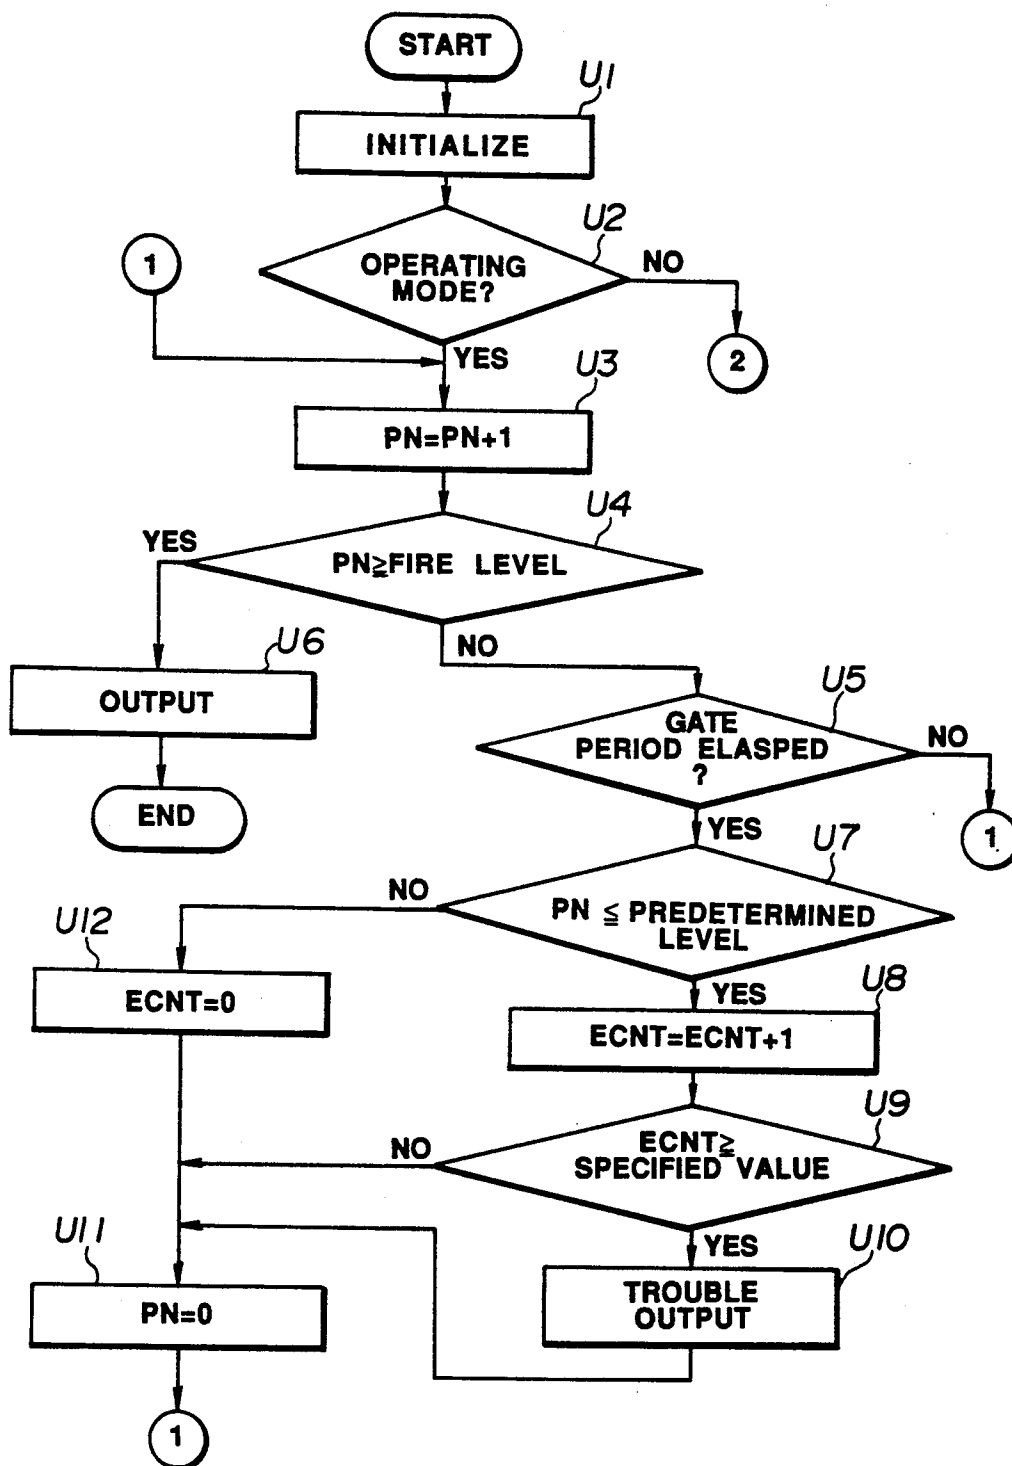 START
U1
INITIALIZE
U2
OPERATING
MODE?
NO
1
2
YES
U3
PN=PN+1
U4
YES
PN≧FIRE LEVEL
NO
U6
OUTPUT
U5
GATE
PERIOD ELASPED
?
NO
END
YES
1
U7
NO
PN ≦ PREDETERMINED
LEVEL
U12
ECNT=0
YES
U8
ECNT=ECNT+1
U9
NO
ECNT≧
SPECIFIED VALUE
U11
YES
U10
PN=0
TROUBLE
OUTPUT
1